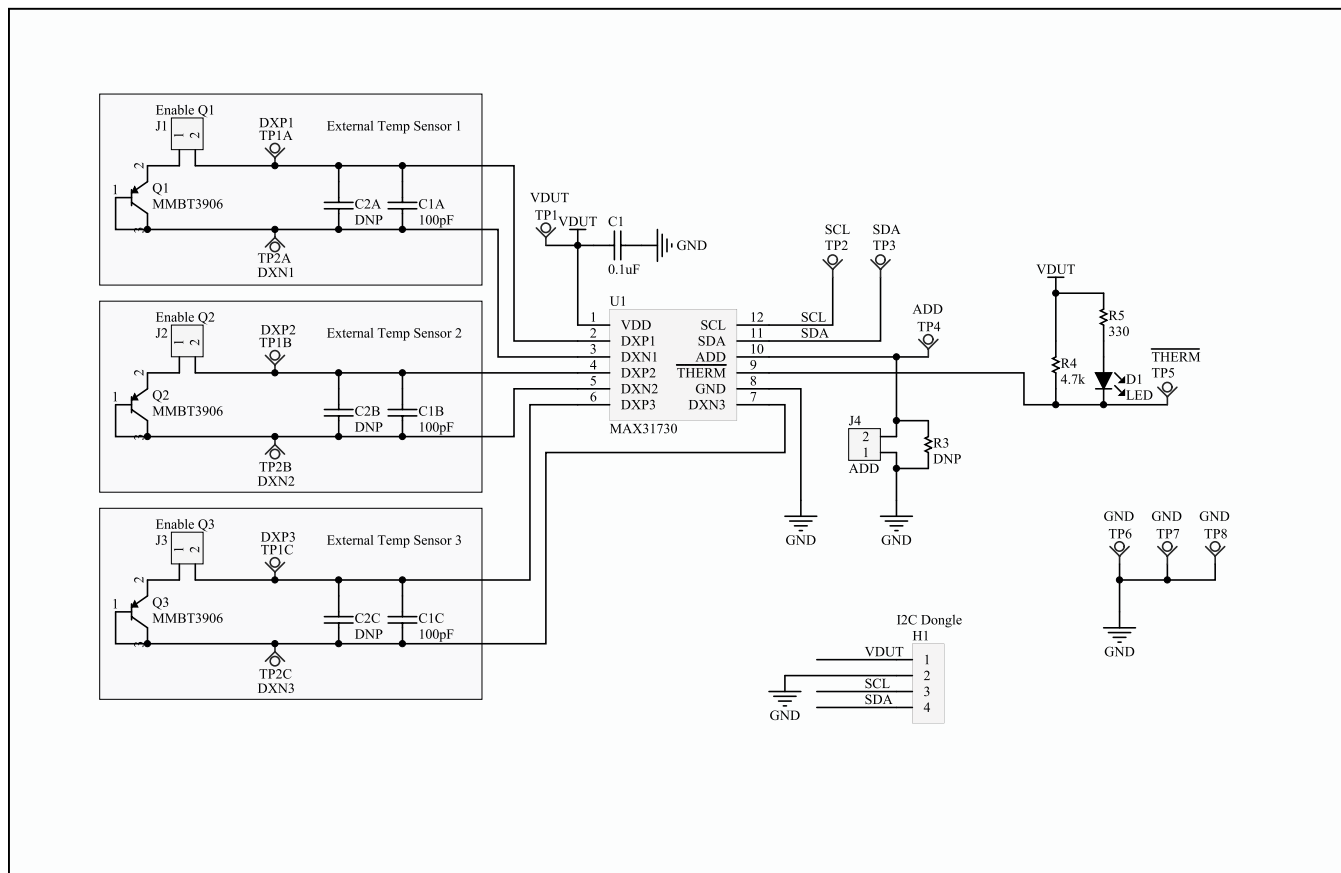 Enable Q1
J1
1 2
DXP1
TP1A
External Temp Sensor 1
2
1
3
Q1
MMBT3906
C2A
DNP
C1A
100pF
TP2A
DXN1
Enable Q2
J2
1 2
DXP2
TP1B
External Temp Sensor 2
2
1
3
Q2
MMBT3906
C2B
DNP
C1B
100pF
TP2B
DXN2
Enable Q3
J3
1 2
DXP3
TP1C
External Temp Sensor 3
2
1
3
Q3
MMBT3906
C2C
DNP
C1C
100pF
TP2C
DXN3
VDUT
TP1
VDUT
C1
0.1uF
GND
U1
1 VDD SCL 12 SCL
2 DXP1 SDA 11 SDA
3 DXN1 ADD 10
4 DXP2 THERM 9
5 DXN2 GND 8
6 DXP3 DXN3 7
MAX31730
SCL
TP2
SDA
TP3
ADD
TP4
J4
2
1
ADD
R3
DNP
GND
GND
VDUT
R5
330
R4
4.7k
D1
LED
THERM
TP5
GND
TP6
GND
TP7
GND
TP8
GND
I2C Dongle
H1
VDUT 1
2
SCL 3
SDA 4
GND